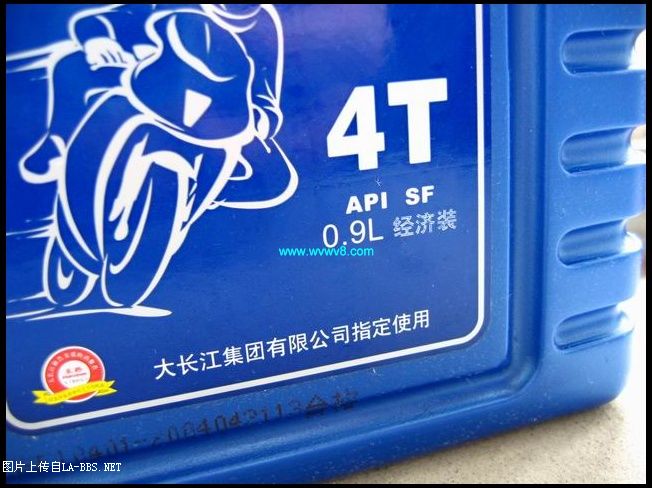 4T
API SF
0.9L 经济装
www.wvwv8.com
大长江集团有限公司指定使用
图片上传自LA-BBS.NET